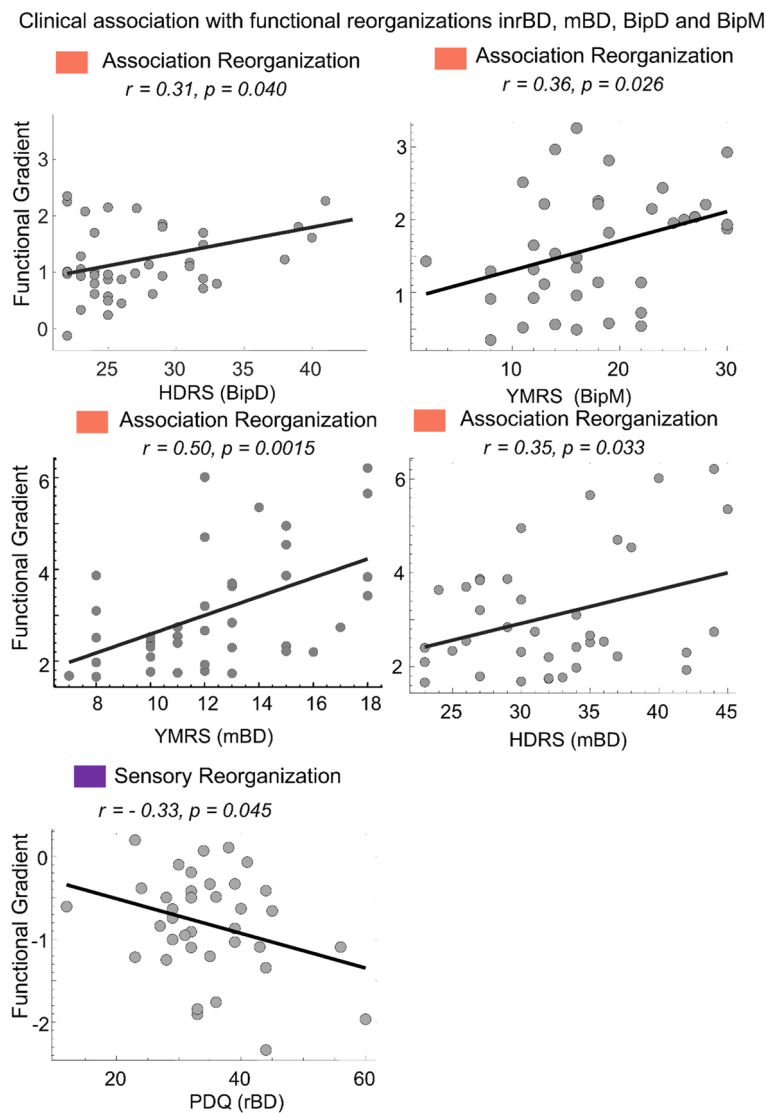 Clinical association with functional reorganizations inrBD, mBD, BipD and BipM
Association Reorganization
r = 0.31, p = 0.040
Functional Gradient
3
2
1
0
25
30
35
40
HDRS (BipD)
Association Reorganization
r = 0.36, p = 0.026
3
2
1
10
20
30
YMRS (BipM)
Association Reorganization
r = 0.50, p = 0.0015
Functional Gradient
6
4
2
8
10
12
14
16
18
YMRS (mBD)
Association Reorganization
r = 0.35, p = 0.033
6
4
2
25
30
35
40
45
HDRS (mBD)
Sensory Reorganization
r = - 0.33, p = 0.045
Functional Gradient
0
-1
-2
20
40
60
PDQ (rBD)